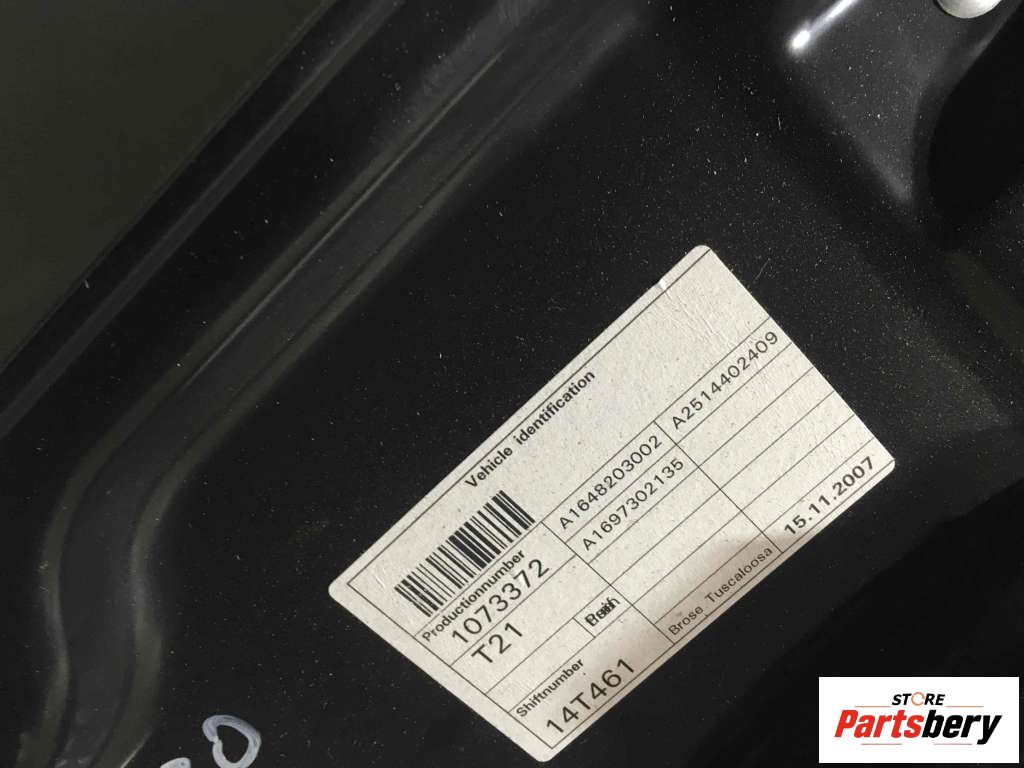 Vehicle identification
Productionnumber
1073372
T21
A1648203002
A1697302135
A2514402409
Shiftnumber
14T461
Brose Tuscaloosa
15.11.2007
STORE
Partsbery